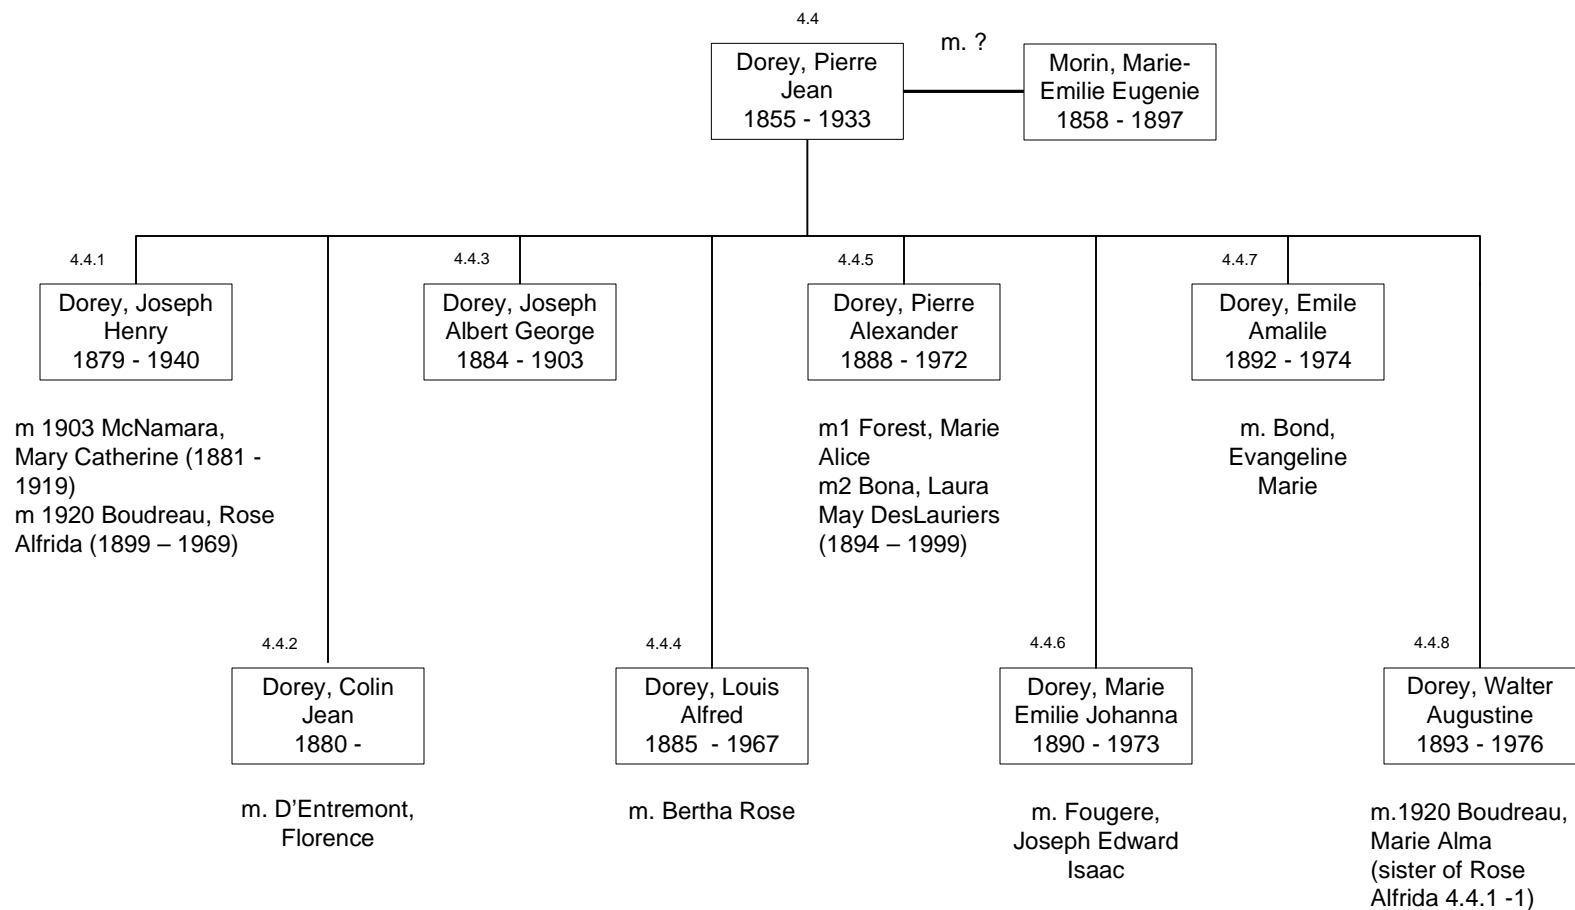 4.4
m. ?
Dorey, Pierre
Jean
1855 - 1933
Morin, Marie-
Emilie Eugenie
1858 - 1897
4.4.1
Dorey, Joseph
Henry
1879 - 1940
m 1903 McNamara,
Mary Catherine (1881 -
1919)
m 1920 Boudreau, Rose
Alfrida (1899 – 1969)
4.4.3
Dorey, Joseph
Albert George
1884 - 1903
4.4.5
Dorey, Pierre
Alexander
1888 - 1972
m1 Forest, Marie
Alice
m2 Bona, Laura
May DesLauriers
(1894 – 1999)
4.4.7
Dorey, Emile
Amalile
1892 - 1974
m. Bond,
Evangeline
Marie
4.4.2
Dorey, Colin
Jean
1880 -
m. D’Entremont,
Florence
4.4.4
Dorey, Louis
Alfred
1885  - 1967
m. Bertha Rose
4.4.6
Dorey, Marie
Emilie Johanna
1890 - 1973
m. Fougere,
Joseph Edward
Isaac
4.4.8
Dorey, Walter
Augustine
1893 - 1976
m.1920 Boudreau,
Marie Alma
(sister of Rose
Alfrida 4.4.1 -1)